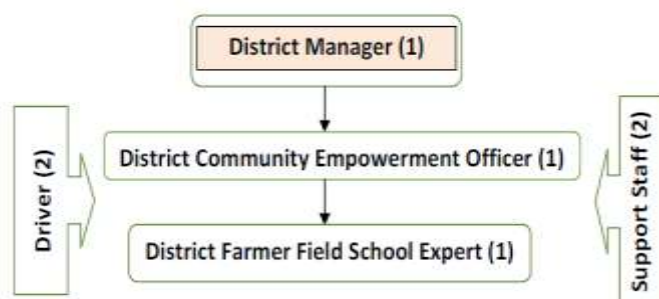 District Manager (1)
District Community Empowerment Officer (1)
District Farmer Field School Expert (1)
Driver (2)
Support Staff (2)